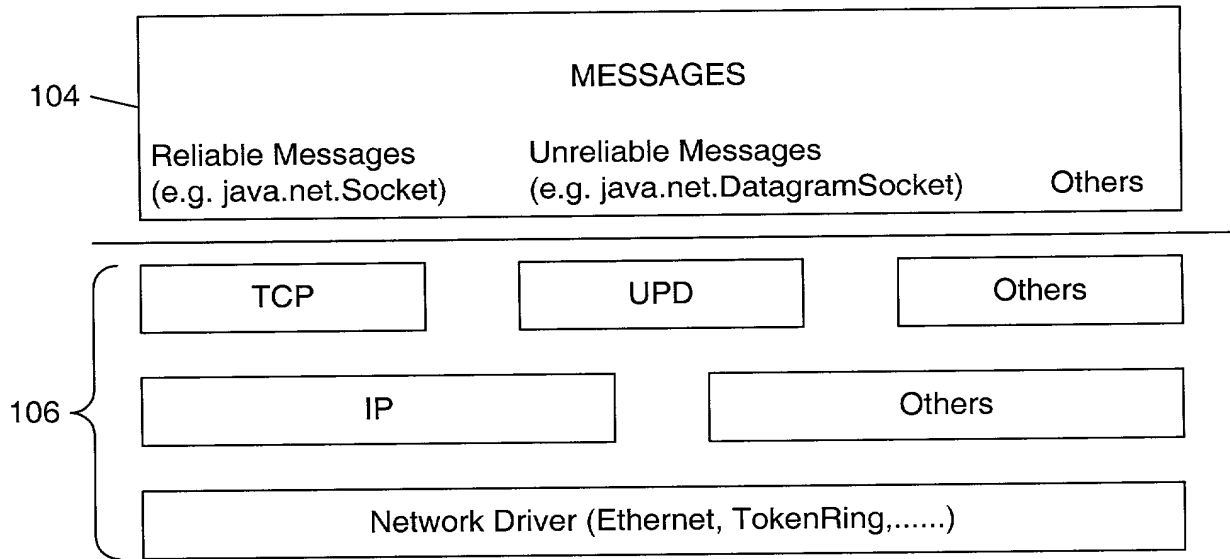 MESSAGES
104
Reliable Messages
(e.g. java.net.Socket)
Unreliable Messages
(e.g. java.net.DatagramSocket)
Others
TCP
UPD
Others
106
IP
Others
Network Driver (Ethernet, TokenRing,......)